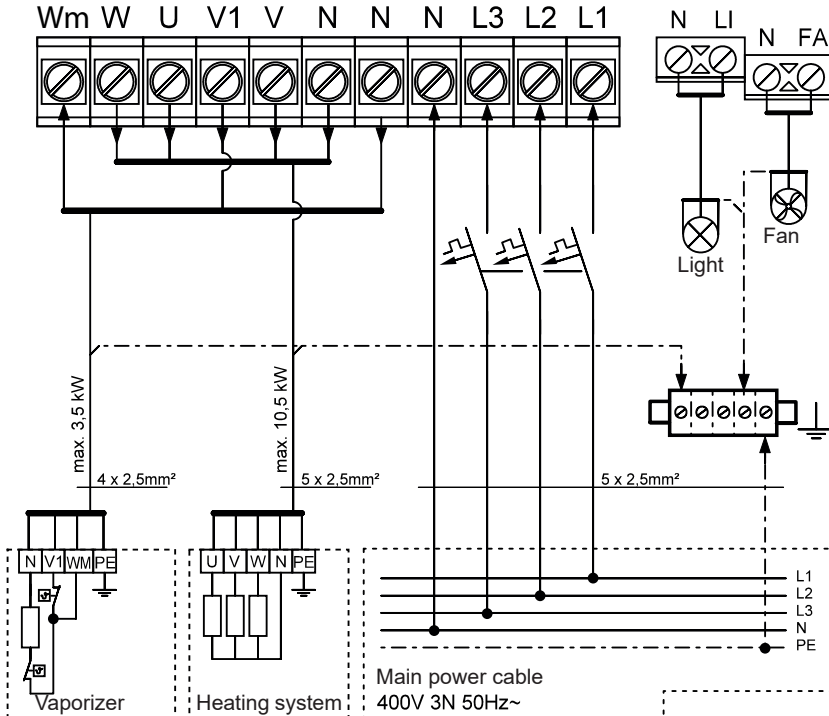 Wm W U V1 V N N N L3 L2 L1
N LI
N FA
Light
Fan
max. 3,5 kW
max. 10,5 kW
4 x 2,5mm²
5 x 2,5mm²
5 x 2,5mm²
N V1 WM PE
U V W N PE
L1
L2
L3
N
PE
Vaporizer
Heating system
Main power cable
400V 3N 50Hz~